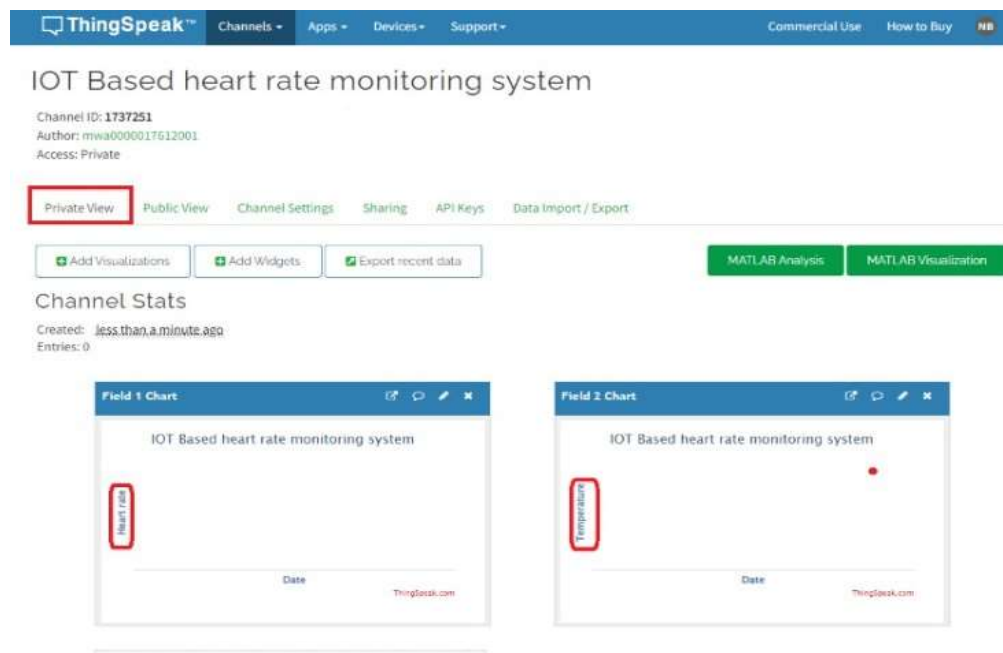 ThingSpeak™ Channels Apps Devices Support Commercial Use How to Buy NB
IOT Based heart rate monitoring system
Channel ID: 1737251
Author: mwa0000017612001
Access: Private
Private View Public View Channel Settings Sharing API Keys Data Import / Export
Add Visualizations Add Widgets Export recent data MATLAB Analysis MATLAB Visualization
Channel Stats
Created: less than a minute ago
Entries: 0
Field 1 Chart
IOT Based heart rate monitoring system
Heart rate
Date
ThingSpeak.com
Field 2 Chart
IOT Based heart rate monitoring system
Temperature
Date
ThingSpeak.com